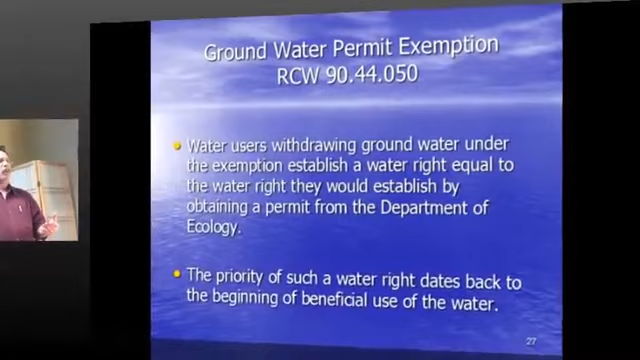 Ground Water Permit Exemption
RCW 90.44.050
Water users withdrawing ground water under
the exemption establish a water right equal to
the water right they would establish by
obtaining a permit from the Department of
Ecology.
The priority of such a water right dates back to
the beginning of beneficial use of the water.
27